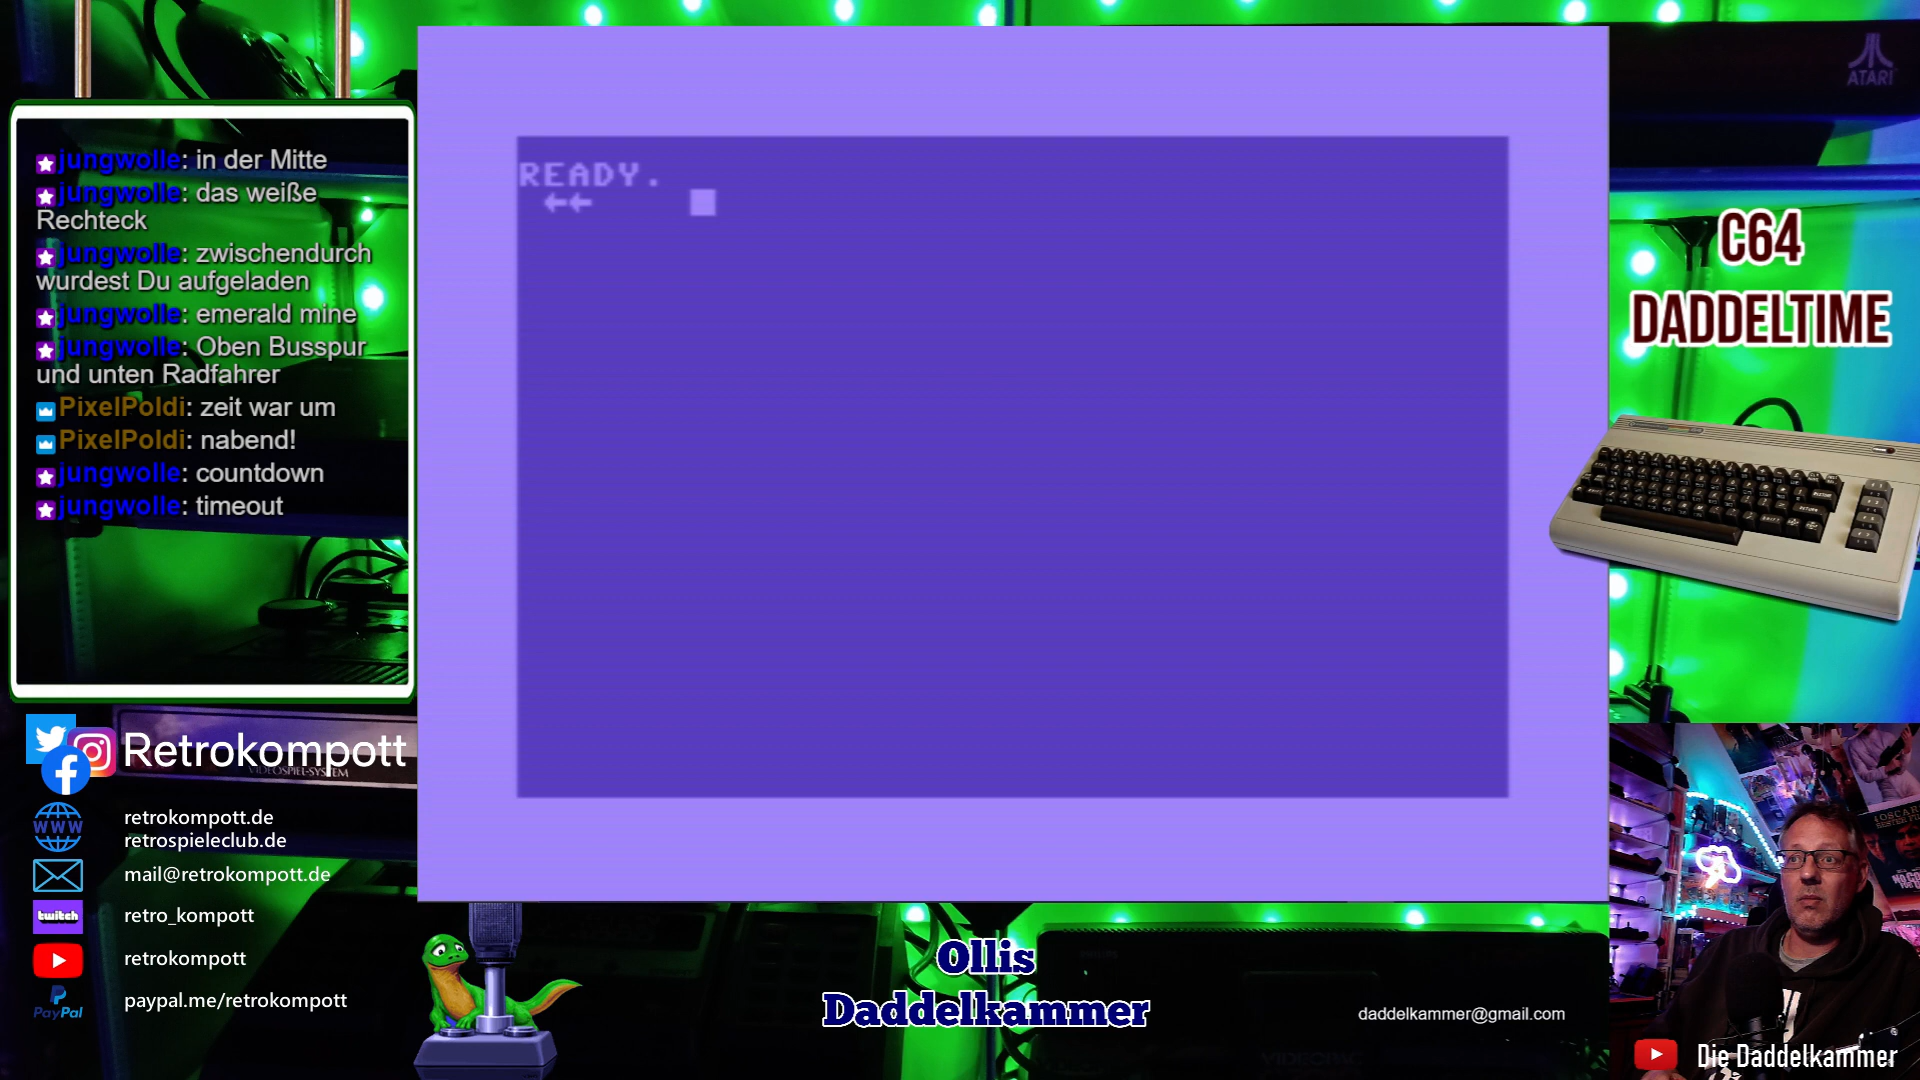 jungwolle: in der Mitte
jungwolle: das weiße
Rechteck
jungwolle: zwischendurch
wurdest Du aufgeladen
jungwolle: emerald mine
jungwolle: Oben Busspur
und unten Radfahrer
PixelPoldi: zeit war um
PixelPoldi: nabend!
jungwolle: countdown
jungwolle: timeout
READY.
←←
ATARI
C64
DADDELTIME
Retrokompott
VIDEOSPIEL-SYSTEM
WWW
retrokompott.de
retrospieleclub.de
mail@retrokompott.de
twitch
retro_kompott
retrokompott
PayPal
paypal.me/retrokompott
Ollis
Daddelkammer
daddelkammer@gmail.com
Die Daddelkammer